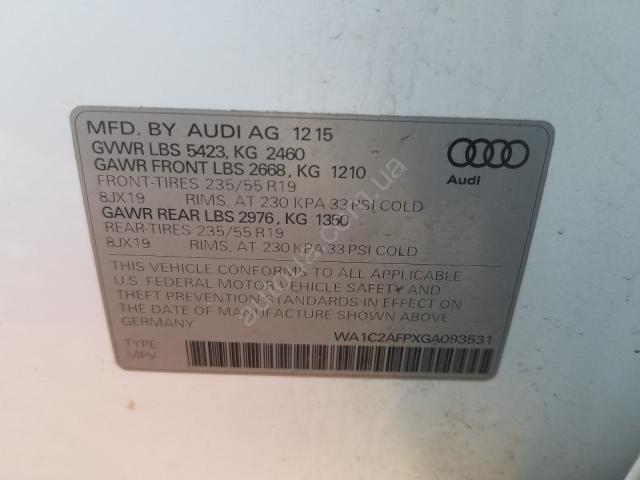 MFD. BY AUDI AG 12 15
GVWR LBS 5423, KG 2460
GAWR FRONT LBS 2668, KG 1210
FRONT-TIRES 235/55 R19
8JX19 RIMS, AT 230 KPA 33 PSI COLD
GAWR REAR LBS 2976, KG 1350
REAR-TIRES 235/55 R19
8JX19 RIMS, AT 230 KPA 33 PSI COLD
Audi
THIS VEHICLE CONFORMS TO ALL APPLICABLE
U.S. FEDERAL MOTOR VEHICLE SAFETY AND
THEFT PREVENTION STANDARDS IN EFFECT ON
THE DATE OF MANUFACTURE SHOWN ABOVE
GERMANY
WA1C2AFPXGA093531
TYPE
MPV